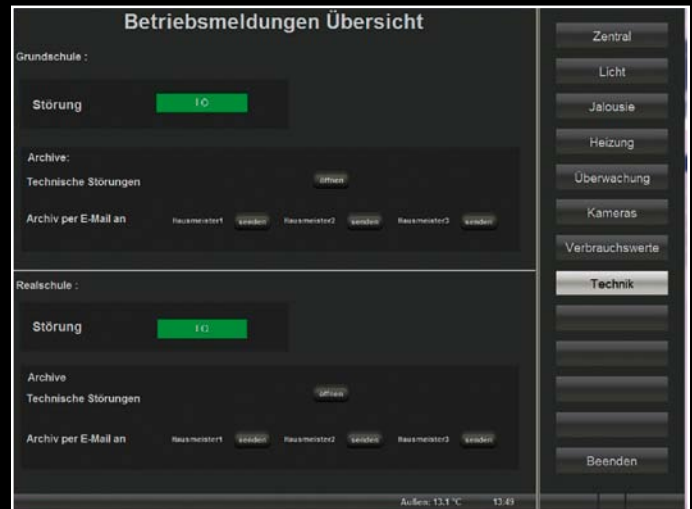 Betriebsmeldungen Übersicht
Grundschule :
Störung I O
Archive:
Technische Störungen öffnen
Archiv per E-Mail an Hausmeister1 senden Hausmeister2 senden Hausmeister3 senden
Realschule :
Störung I O
Archive
Technische Störungen öffnen
Archiv per E-Mail an Hausmeister1 senden Hausmeister2 senden Hausmeister3 senden
Außen: 13.1 °C 13:49
Zentral
Licht
Jalousie
Heizung
Überwachung
Kameras
Verbrauchswerte
Technik
Beenden